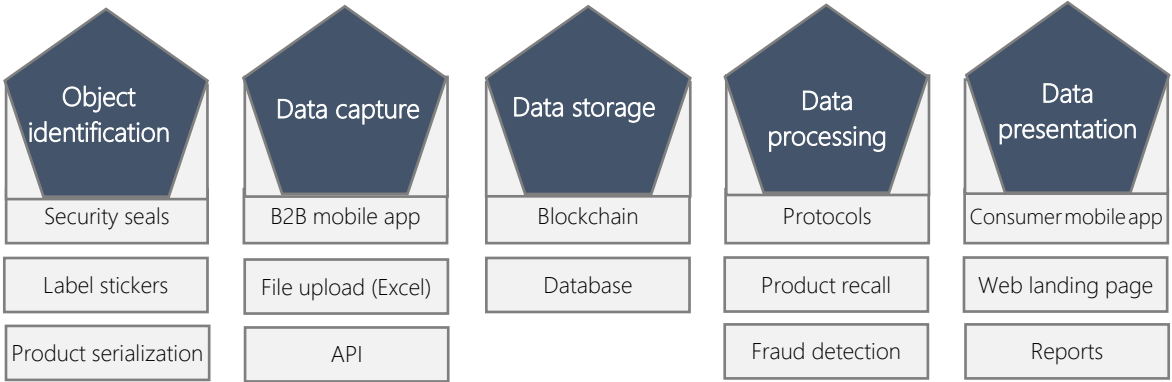 Object
identification
Security seals
Label stickers
Product serialization
Data capture
B2B mobile app
File upload (Excel)
API
Data storage
Blockchain
Database
Data
processing
Protocols
Product recall
Fraud detection
Data
presentation
Consumer mobile app
Web landing page
Reports